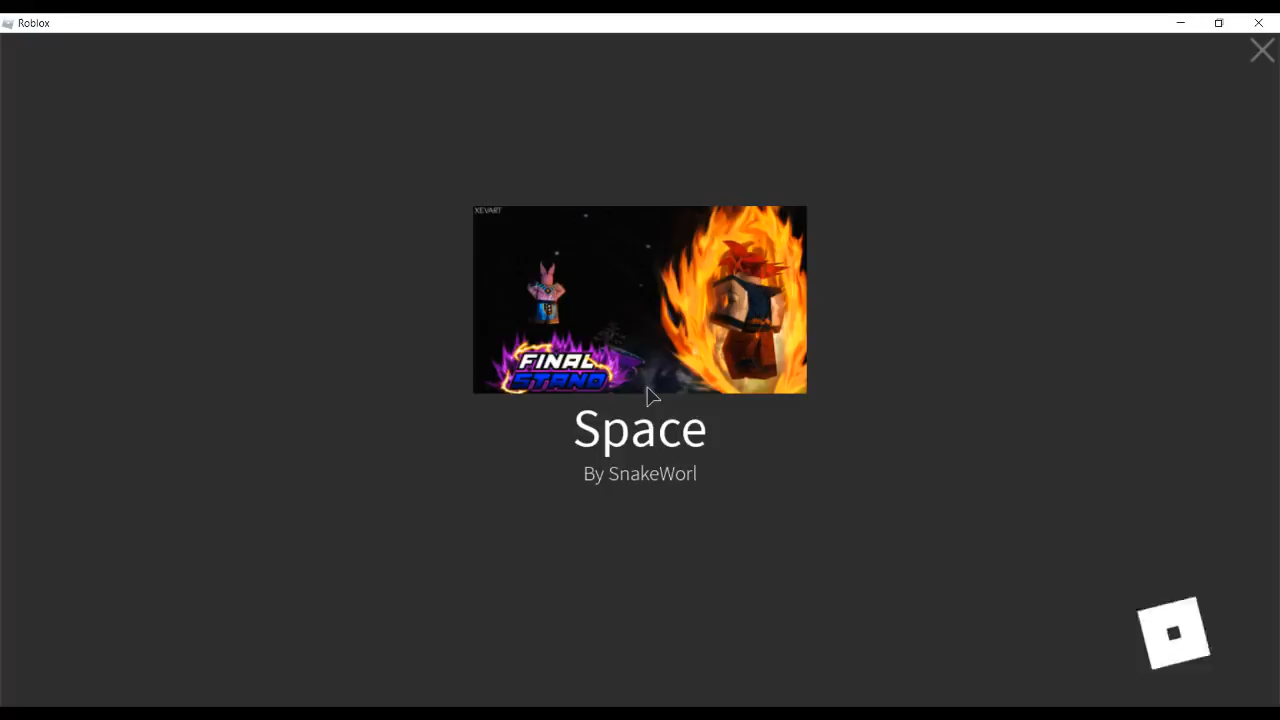 Roblox
XEVART
FINAL
STAND
Space
By SnakeWorl